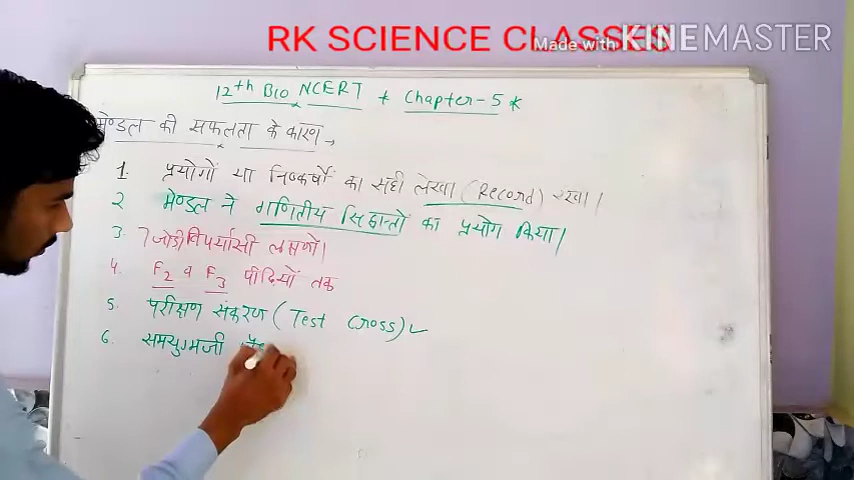 RK SCIENCE CLASSES
Made with KINEMASTER
12th Bio NCERT * Chapter-5 *
मेण्डल की सफलता के कारण
1. प्रयोगों या निष्कर्षों का सही लेखा (Record) रखा।
2 मेण्डल ने गणितीय सिद्धान्तो का प्रयोग किया।
3. 7 जोडी विपर्यासी लक्षणो।
4. F2 व F3 पीढ़ियों तक
5. परीक्षण संकरण (Test Cross)
6. समयुग्मजी